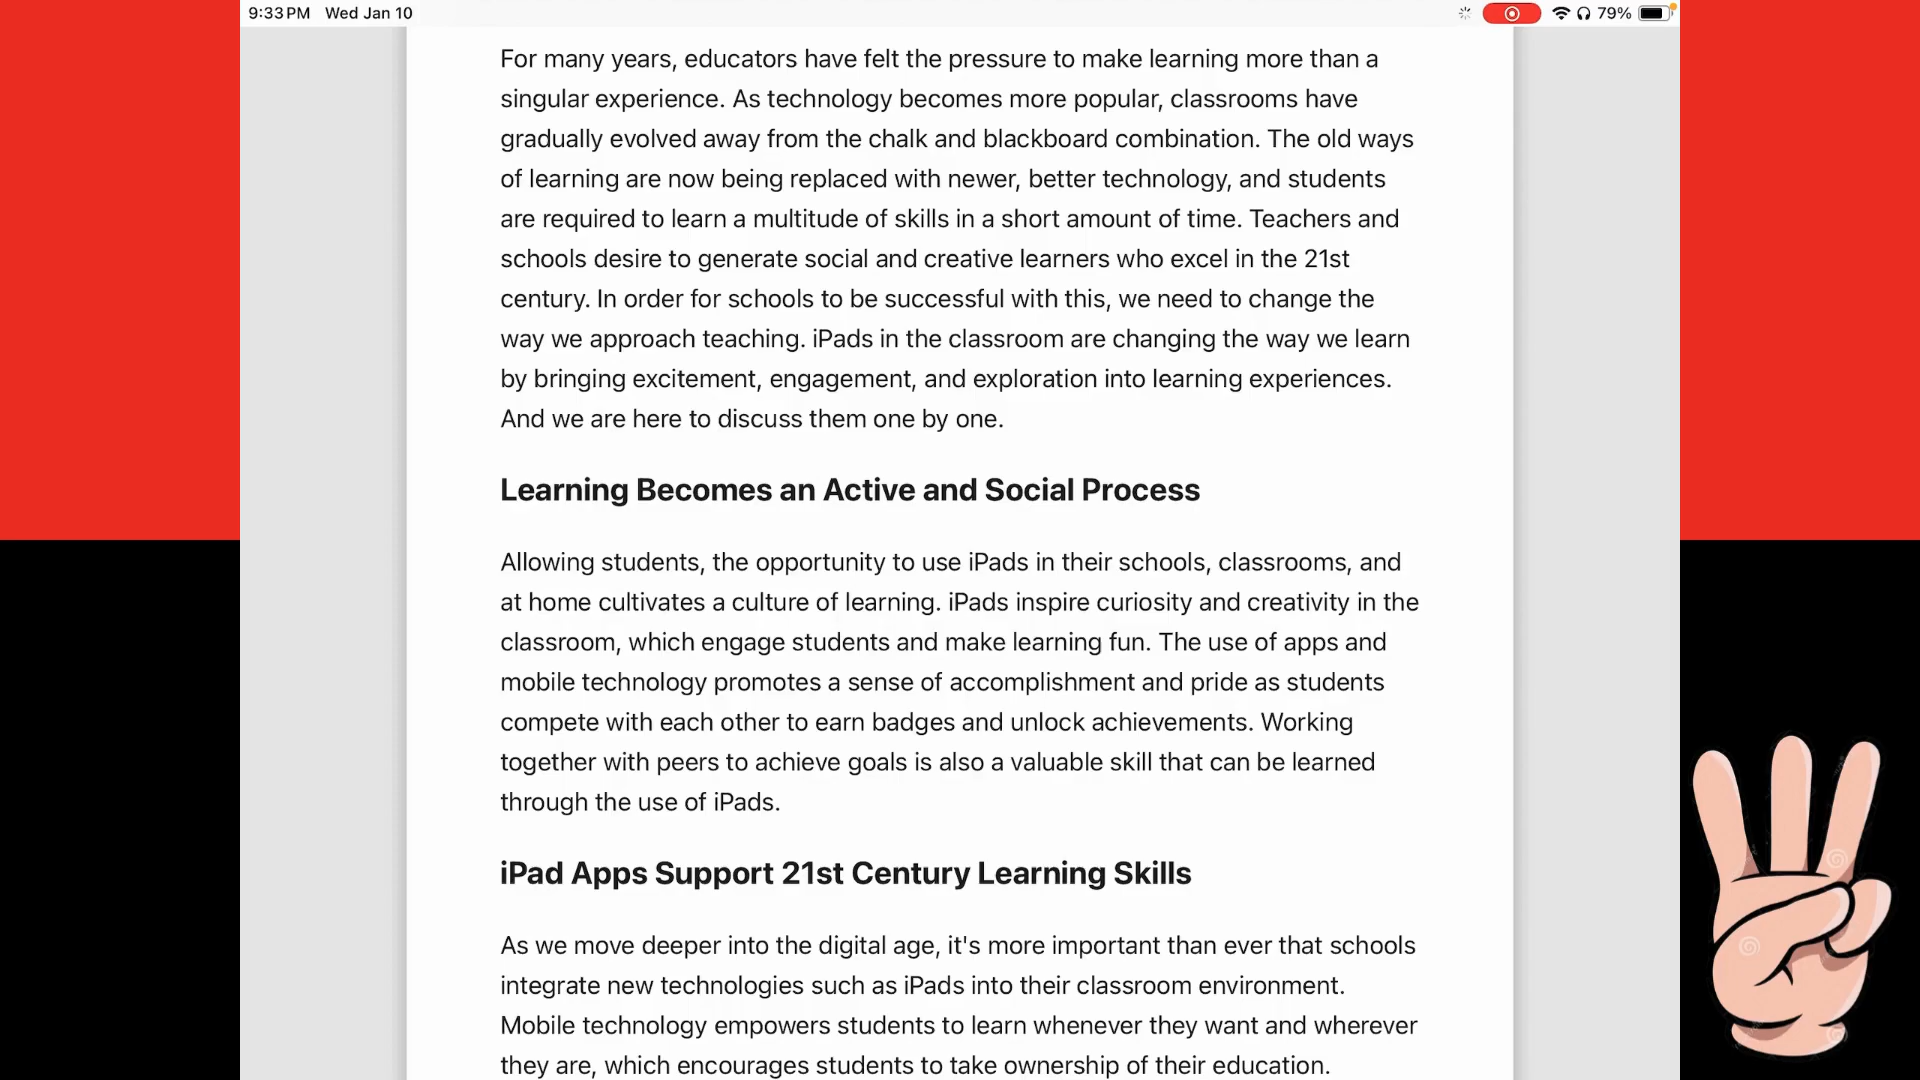 9:33 PM Wed Jan 10
79%
For many years, educators have felt the pressure to make learning more than a
singular experience. As technology becomes more popular, classrooms have
gradually evolved away from the chalk and blackboard combination. The old ways
of learning are now being replaced with newer, better technology, and students
are required to learn a multitude of skills in a short amount of time. Teachers and
schools desire to generate social and creative learners who excel in the 21st
century. In order for schools to be successful with this, we need to change the
way we approach teaching. iPads in the classroom are changing the way we learn
by bringing excitement, engagement, and exploration into learning experiences.
And we are here to discuss them one by one.
Learning Becomes an Active and Social Process
Allowing students, the opportunity to use iPads in their schools, classrooms, and
at home cultivates a culture of learning. iPads inspire curiosity and creativity in the
classroom, which engage students and make learning fun. The use of apps and
mobile technology promotes a sense of accomplishment and pride as students
compete with each other to earn badges and unlock achievements. Working
together with peers to achieve goals is also a valuable skill that can be learned
through the use of iPads.
iPad Apps Support 21st Century Learning Skills
As we move deeper into the digital age, it's more important than ever that schools
integrate new technologies such as iPads into their classroom environment.
Mobile technology empowers students to learn whenever they want and wherever
they are, which encourages students to take ownership of their education.